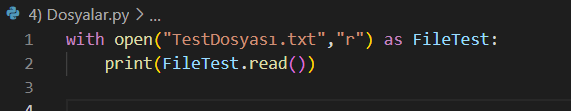 4) Dosyalar.py > ...
1 with open("TestDosyası.txt","r") as FileTest:
2 print(FileTest.read())
3
4